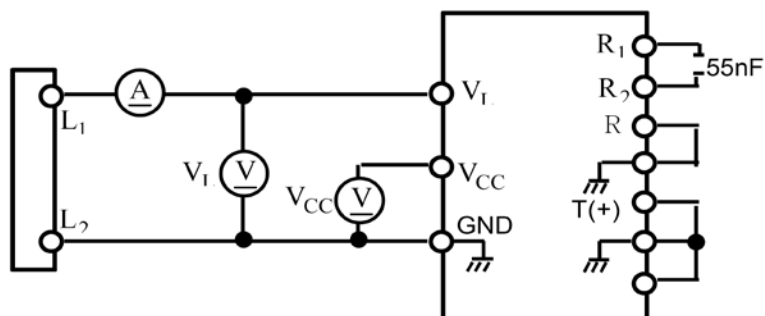 R1
55nF
A
VL
R2
L1
R
VL
V
VCC
VCC
V
T(+)
L2
GND